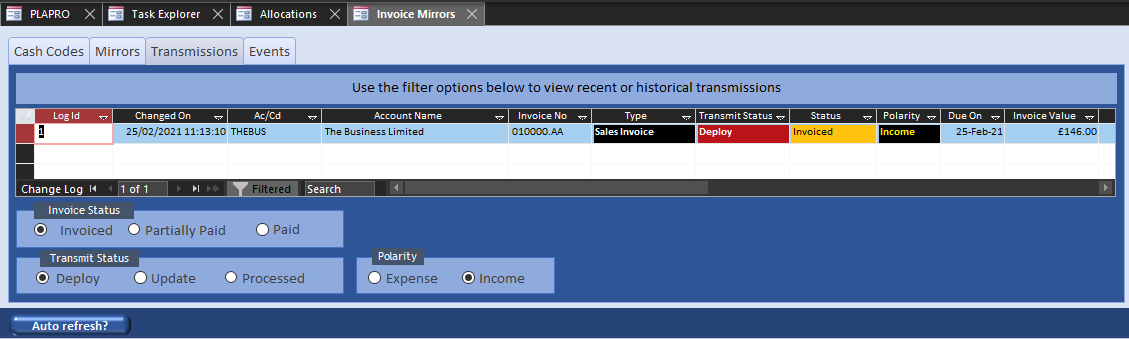 PLAPRO Task Explorer Allocations Invoice Mirrors
Cash Codes Mirrors Transmissions Events
Use the filter options below to view recent or historical transmissions
Log Id Changed On Ac/Cd Account Name Invoice No Type Transmit Status Status Polarity Due On Invoice Value
1 25/02/2021 11:13:10 THEBUS The Business Limited 010000.AA Sales Invoice Deploy Invoiced Income 25-Feb-21 £146.00
Change Log 1 of 1 Filtered Search
Invoice Status
Invoiced Partially Paid Paid
Transmit Status Polarity
Deploy Update Processed Expense Income
Auto refresh?